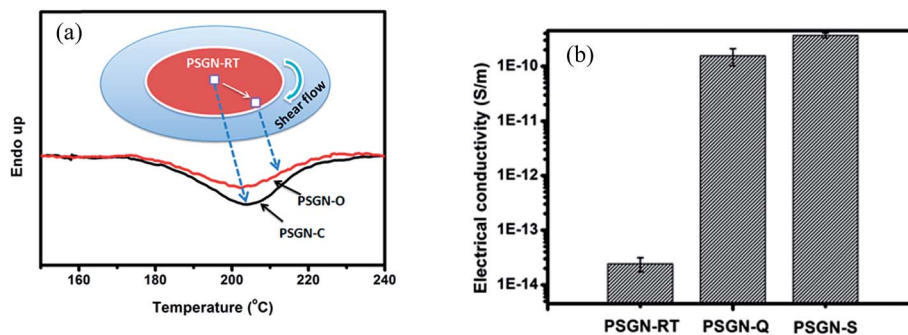 (a)
PSGN-RT
Shear flow
Endo up
PSGN-O
PSGN-C
160 180 200 220 240
Temperature (°C)
(b)
Electrical conductivity (S/m)
1E-10
1E-11
1E-12
1E-13
1E-14
PSGN-RT PSGN-Q PSGN-S